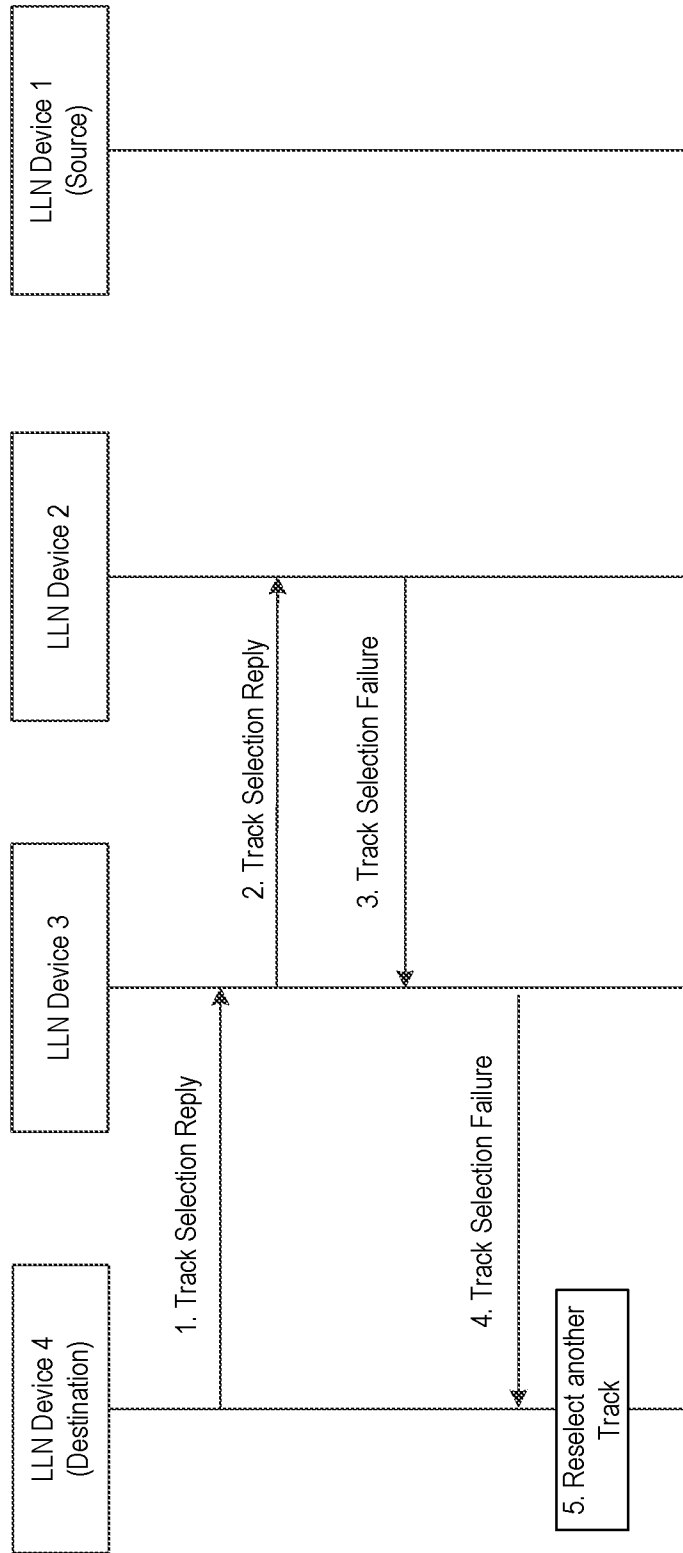 LLN Device 4
(Destination)
LLN Device 3
LLN Device 2
LLN Device 1
(Source)
1. Track Selection Reply
2. Track Selection Reply
3. Track Selection Failure
4. Track Selection Failure
5. Reselect another
Track